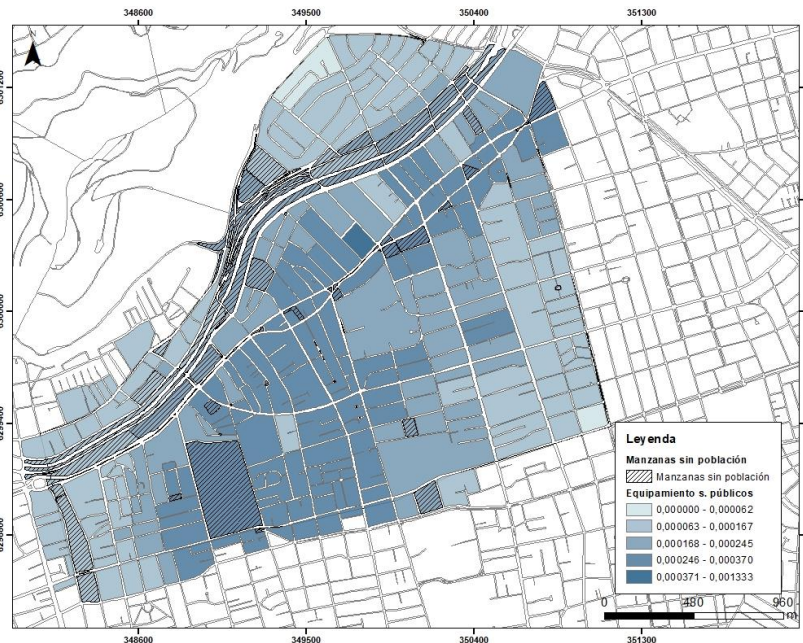 348600 349500 350400 351300
N
Leyenda
Manzanas sin población
Manzanas sin población
Equipamiento s. públicos
0,000000 - 0,000062
0,000063 - 0,000167
0,000168 - 0,000245
0,000246 - 0,000370
0,000371 - 0,001333
0 480 960
m
348600 349500 350400 351300